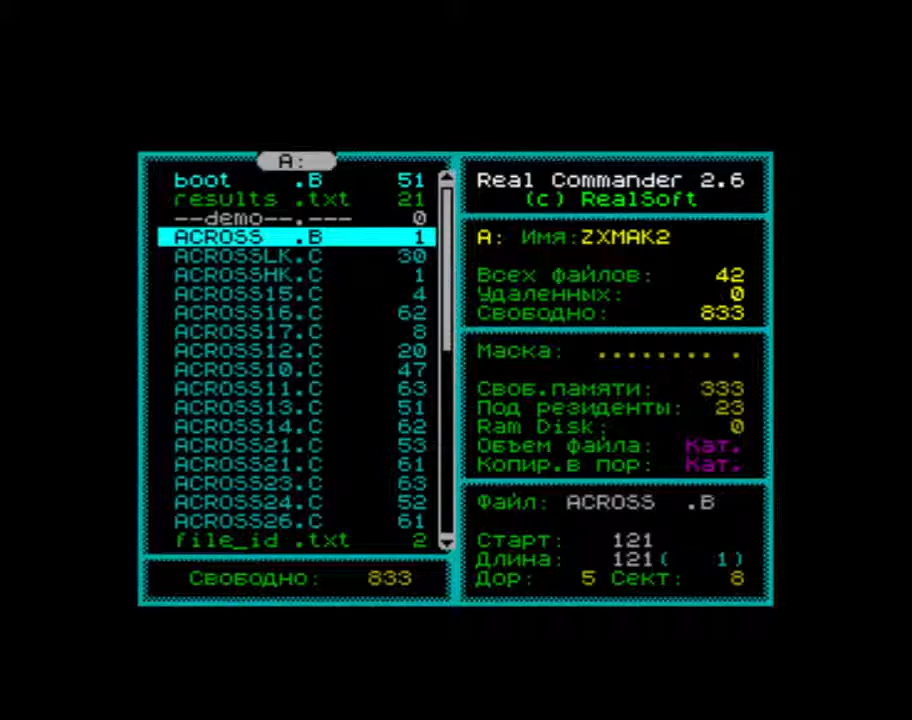 A:
boot .B 51
results .txt 21
--demo--.--- 0
ACROSS .B 1
ACROSSLK.C 30
ACROSSHK.C 1
ACROSS15.C 4
ACROSS16.C 62
ACROSS17.C 8
ACROSS12.C 20
ACROSS10.C 47
ACROSS11.C 63
ACROSS13.C 51
ACROSS14.C 62
ACROSS21.C 53
ACROSS21.C 61
ACROSS23.C 63
ACROSS24.C 52
ACROSS26.C 61
file_id .txt 2
Свободно: 833
Real Commander 2.6
(c) RealSoft
A: Имя:ZXMAK2
Всех файлов: 42
Удаленных: 0
Свободно: 833
Маска: ........ .
Своб.памяти: 333
Под резиденты: 23
Ram Disk: 0
Объем файла: Кат.
Копир.в пор: Кат.
Файл: ACROSS .B
Старт: 121
Длина: 121( 1)
Дор: 5 Сект: 8